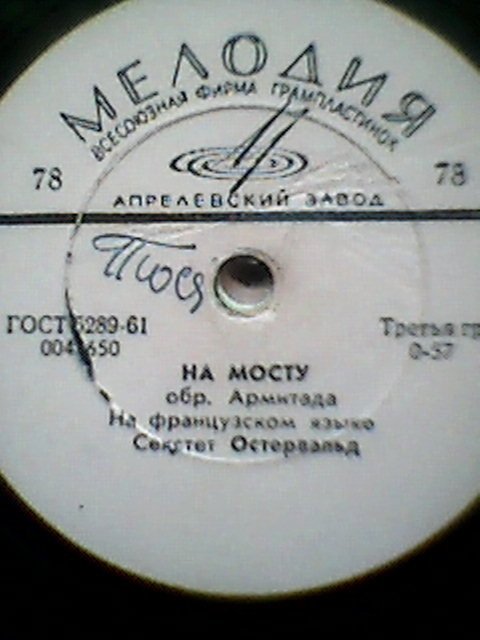 МЕЛОДИЯ
ВСЕСОЮЗНАЯ ФИРМА ГРАМПЛАСТИНОК
78 78
АПРЕЛЕВСКИЙ ЗАВОД
Тося
ГОСТ 5289-61 Третья гр
0-57
НА МОСТУ
обр. Армитада
На французском языке
Секстет Остервальд